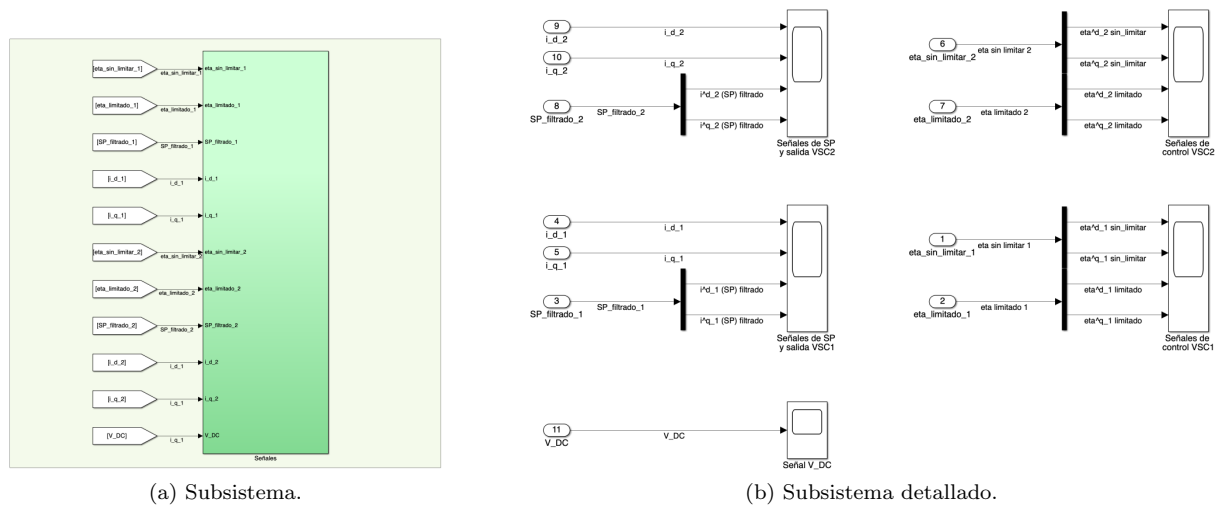 [eta_sin_limitar_1] eta_sin_limitar_1 eta_sin_limitar_1
[eta_limitado_1] eta_limitado_1 eta_limitado_1
[SP_filtrado_1] SP_filtrado_1 SP_filtrado_1
[i_d_1] i_d_1 i_d_1
[i_q_1] i_q_1 i_q_1
[eta_sin_limitar_2] eta_sin_limitar_2 eta_sin_limitar_2
[eta_limitado_2] eta_limitado_2 eta_limitado_2
[SP_filtrado_2] SP_filtrado_2 SP_filtrado_2
[i_d_2] i_d_1 i_d_2
[i_q_2] i_q_1 i_q_2
[V_DC] i_q_1 V_DC
Señales
(a) Subsistema.
9
i_d_2
i_d_2
10
i_q_2
i_q_2
8
SP_filtrado_2
SP_filtrado_2
i^d_2 (SP) filtrado
i^q_2 (SP) filtrado
Señales de SP
y salida VSC2
6
eta_sin_limitar_2
eta sin limitar 2
7
eta_limitado_2
eta limitado 2
eta^d_2 sin_limitar
eta^q_2 sin_limitar
eta^d_2 limitado
eta^q_2 limitado
Señales de
control VSC2
4
i_d_1
i_d_1
5
i_q_1
i_q_1
3
SP_filtrado_1
SP_filtrado_1
i^d_1 (SP) filtrado
i^q_1 (SP) filtrado
Señales de SP
y salida VSC1
1
eta_sin_limitar_1
eta sin limitar 1
2
eta_limitado_1
eta limitado 1
eta^d_1 sin_limitar
eta^q_1 sin_limitar
eta^d_1 limitado
eta^q_1 limitado
Señales de
control VSC1
11
V_DC
V_DC
Señal V_DC
(b) Subsistema detallado.